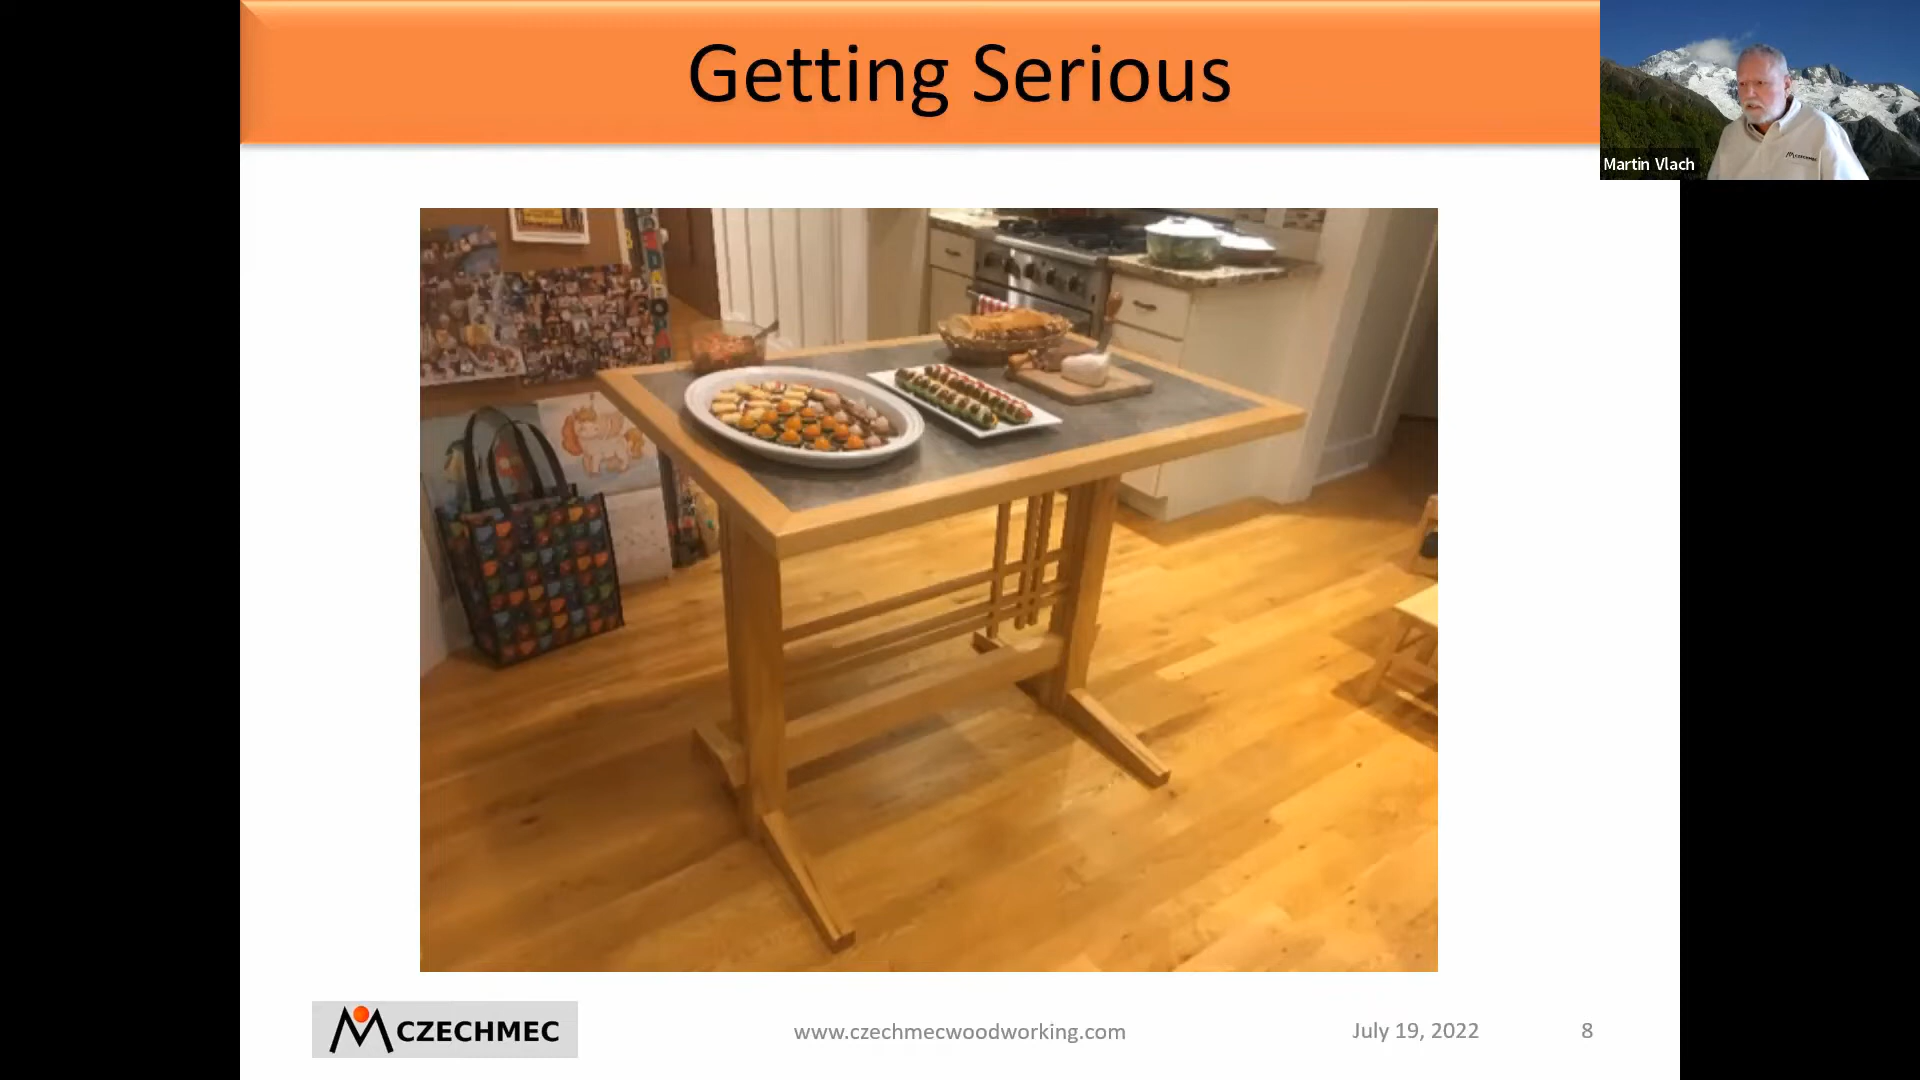 Getting Serious
Martin Vlach
CZECHMEC
www.czechmecwoodworking.com
July 19, 2022
8